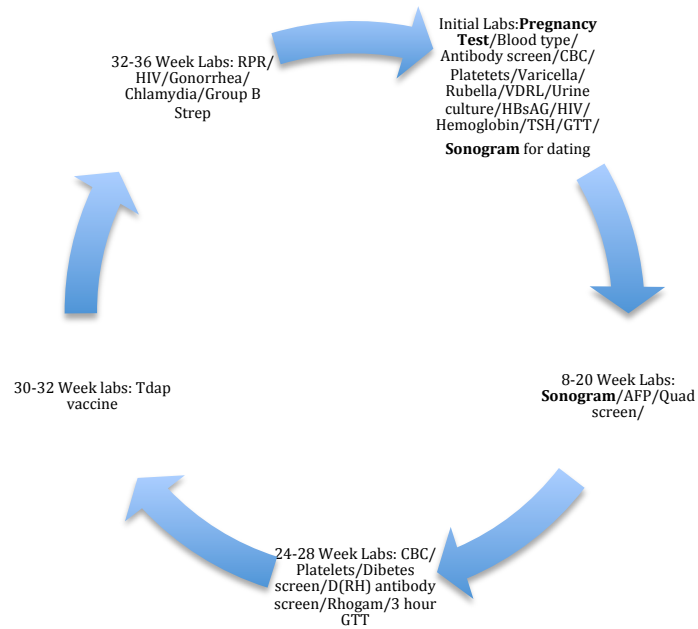 Initial Labs:Pregnancy
Test/Blood type/
Antibody screen/CBC/
Platetets/Varicella/
Rubella/VDRL/Urine
culture/HBsAG/HIV/
Hemoglobin/TSH/GTT/
Sonogram for dating
8-20 Week Labs:
Sonogram/AFP/Quad
screen/
24-28 Week Labs: CBC/
Platelets/Dibetes
screen/D(RH) antibody
screen/Rhogam/3 hour
GTT
30-32 Week labs: Tdap
vaccine
32-36 Week Labs: RPR/
HIV/Gonorrhea/
Chlamydia/Group B
Strep